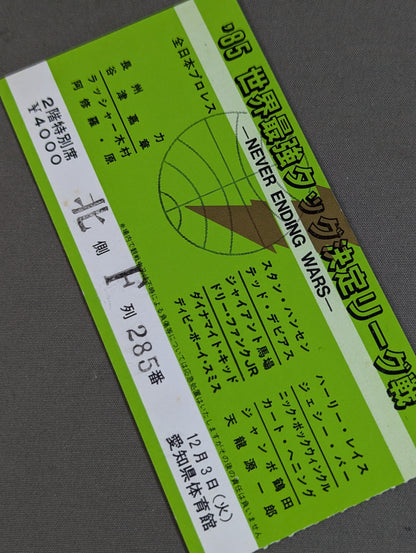 '85 世界最強タッグ決定リーグ戦
—NEVER ENDING WARS—
全日本プロレス
ハーリー・レイス
ジェシー・バー
ニック・ボックウィンクル
カート・ヘニング
ジャンボ鶴田
天龍源一郎
スタン・ハンセン
テッド・デビアス
ジャイアント馬場
ドリー・ファンクJR
ダイナマイト・キッド
デイビーボーイ・スミス
長州力
谷津嘉章
ラッシャー木村
阿修羅・原
12月3日(火)
愛知県体育館
2階特別席
¥4000
北側 F列 285番